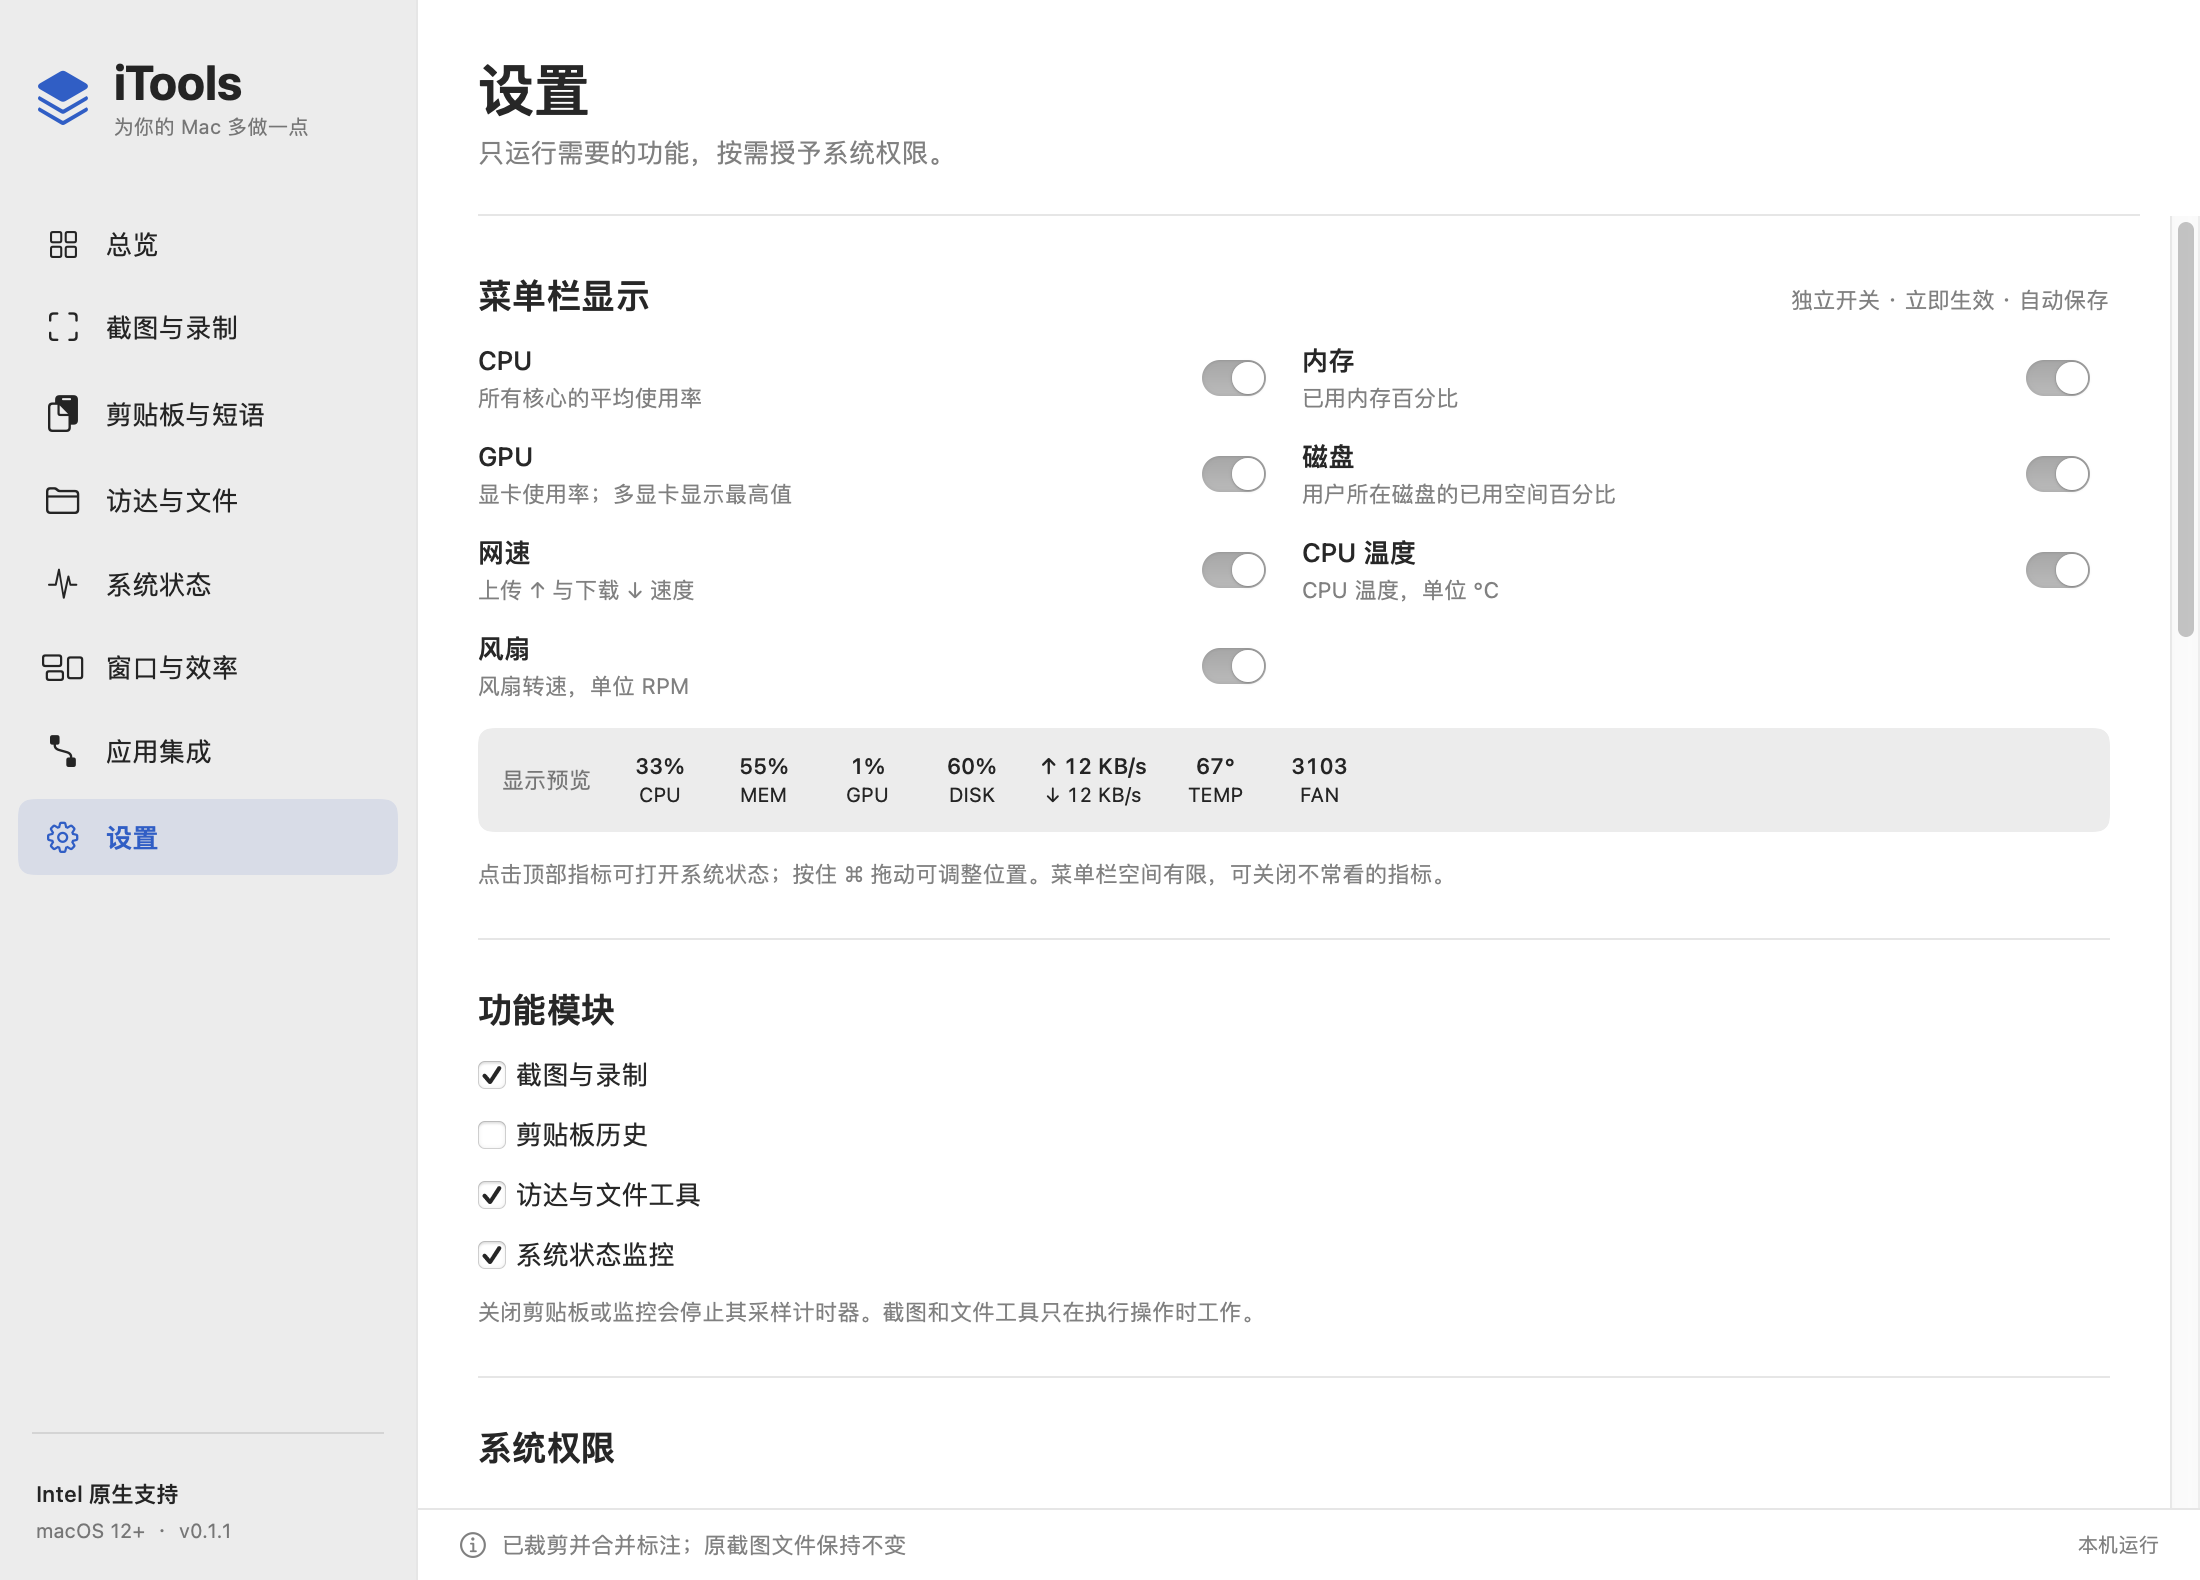 iTools
为你的 Mac 多做一点
总览
截图与录制
剪贴板与短语
访达与文件
系统状态
窗口与效率
应用集成
设置
Intel 原生支持
macOS 12+ · v0.1.1
设置
只运行需要的功能，按需授予系统权限。
菜单栏显示
独立开关 · 立即生效 · 自动保存
CPU
所有核心的平均使用率
内存
已用内存百分比
GPU
显卡使用率；多显卡显示最高值
磁盘
用户所在磁盘的已用空间百分比
网速
上传 ↑ 与下载 ↓ 速度
CPU 温度
CPU 温度，单位 °C
风扇
风扇转速，单位 RPM
显示预览
33% 55% 1% 60% ↑ 12 KB/s 67° 3103
CPU MEM GPU DISK ↓ 12 KB/s TEMP FAN
点击顶部指标可打开系统状态；按住 ⌘ 拖动可调整位置。菜单栏空间有限，可关闭不常看的指标。
功能模块
截图与录制
剪贴板历史
访达与文件工具
系统状态监控
关闭剪贴板或监控会停止其采样计时器。截图和文件工具只在执行操作时工作。
系统权限
已裁剪并合并标注；原截图文件保持不变
本机运行